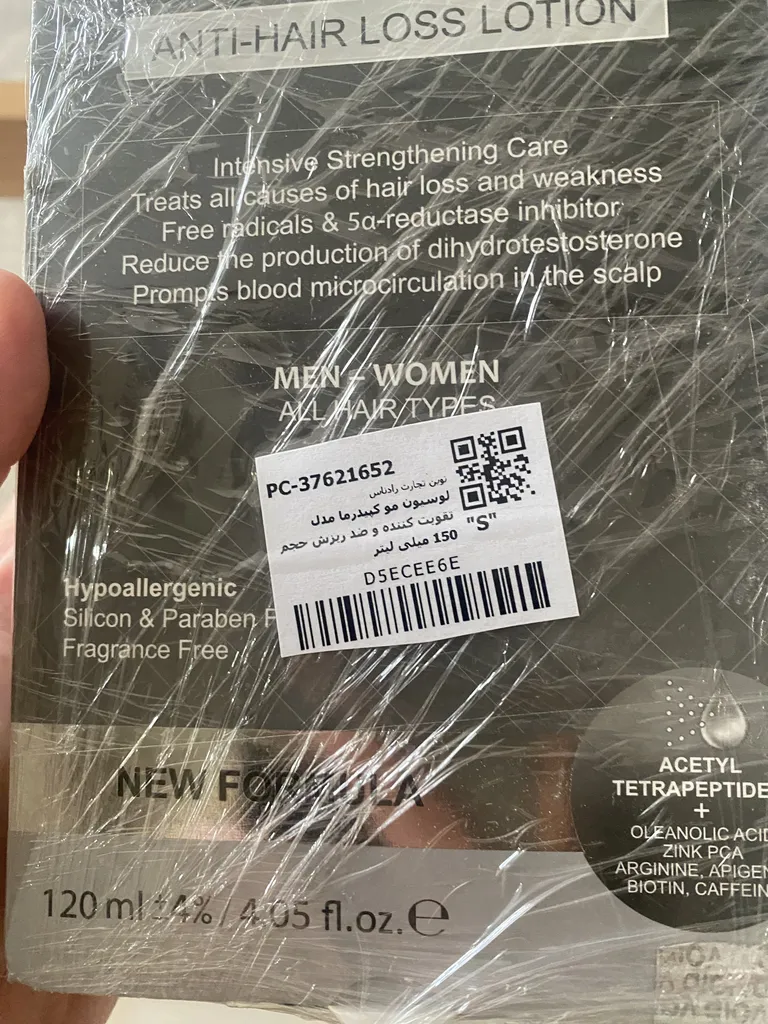 ANTI-HAIR LOSS LOTION
Intensive Strengthening Care
Treats all causes of hair loss and weakness
Free radicals & 5α-reductase inhibitor
Reduce the production of dihydrotestosterone
Prompts blood microcirculation in the scalp
MEN – WOMEN
ALL HAIR TYPES
PC-37621652
نوین تجارت رادناس
لوسیون مو کپیدرما مدل "S"
تقویت کننده و ضد ریزش حجم
150 میلی لیتر
D5ECEE6E
Hypoallergenic
Silicon & Paraben F
Fragrance Free
NEW FORMULA
ACETYL
TETRAPEPTIDE
+
OLEANOLIC ACID
ZINK PCA
ARGININE, APIGEN
BIOTIN, CAFFEIN
120 ml ±4% / 4.05 fl.oz. ℮